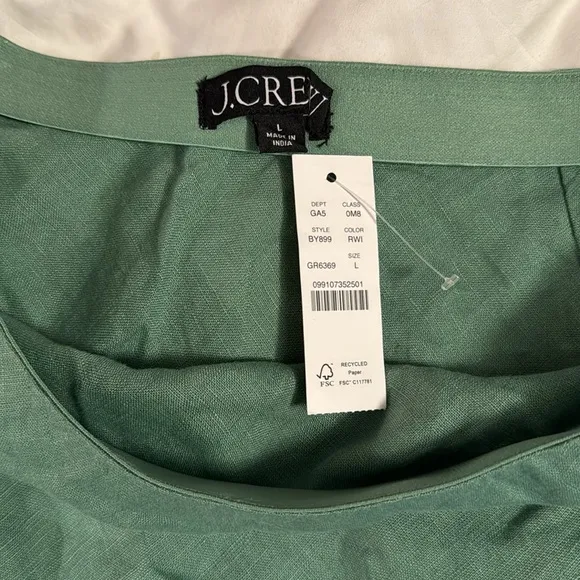 J.CREW
L
MADE IN
INDIA
DEPT CLASS
GA5 0M8
STYLE COLOR
BY899 RWI
SIZE
GR6369 L
099107352501
RECYCLED
Paper
FSC
FSC® C117781